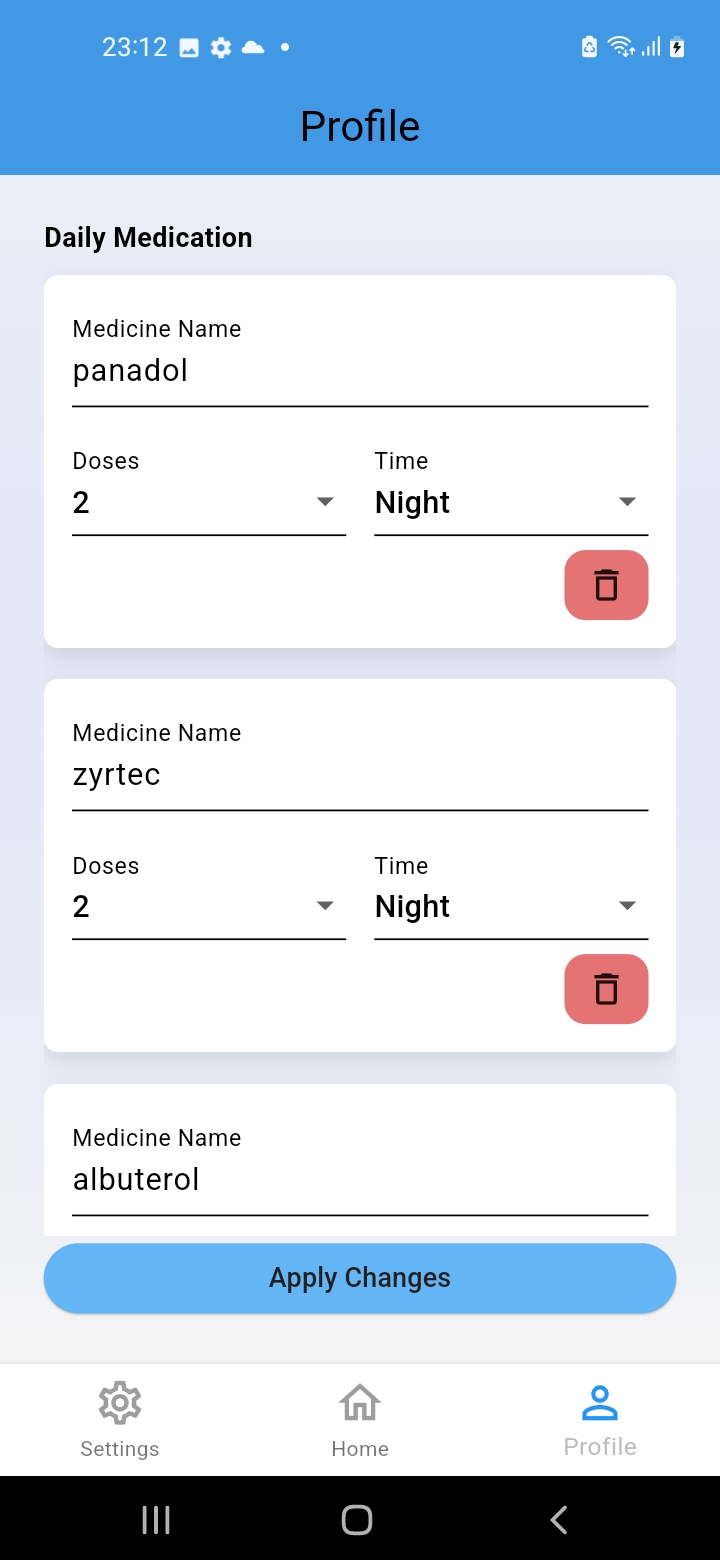 23:12
Profile
Daily Medication
Medicine Name
panadol
Doses Time
2 Night
Medicine Name
zyrtec
Doses Time
2 Night
Medicine Name
albuterol
Apply Changes
Settings Home Profile